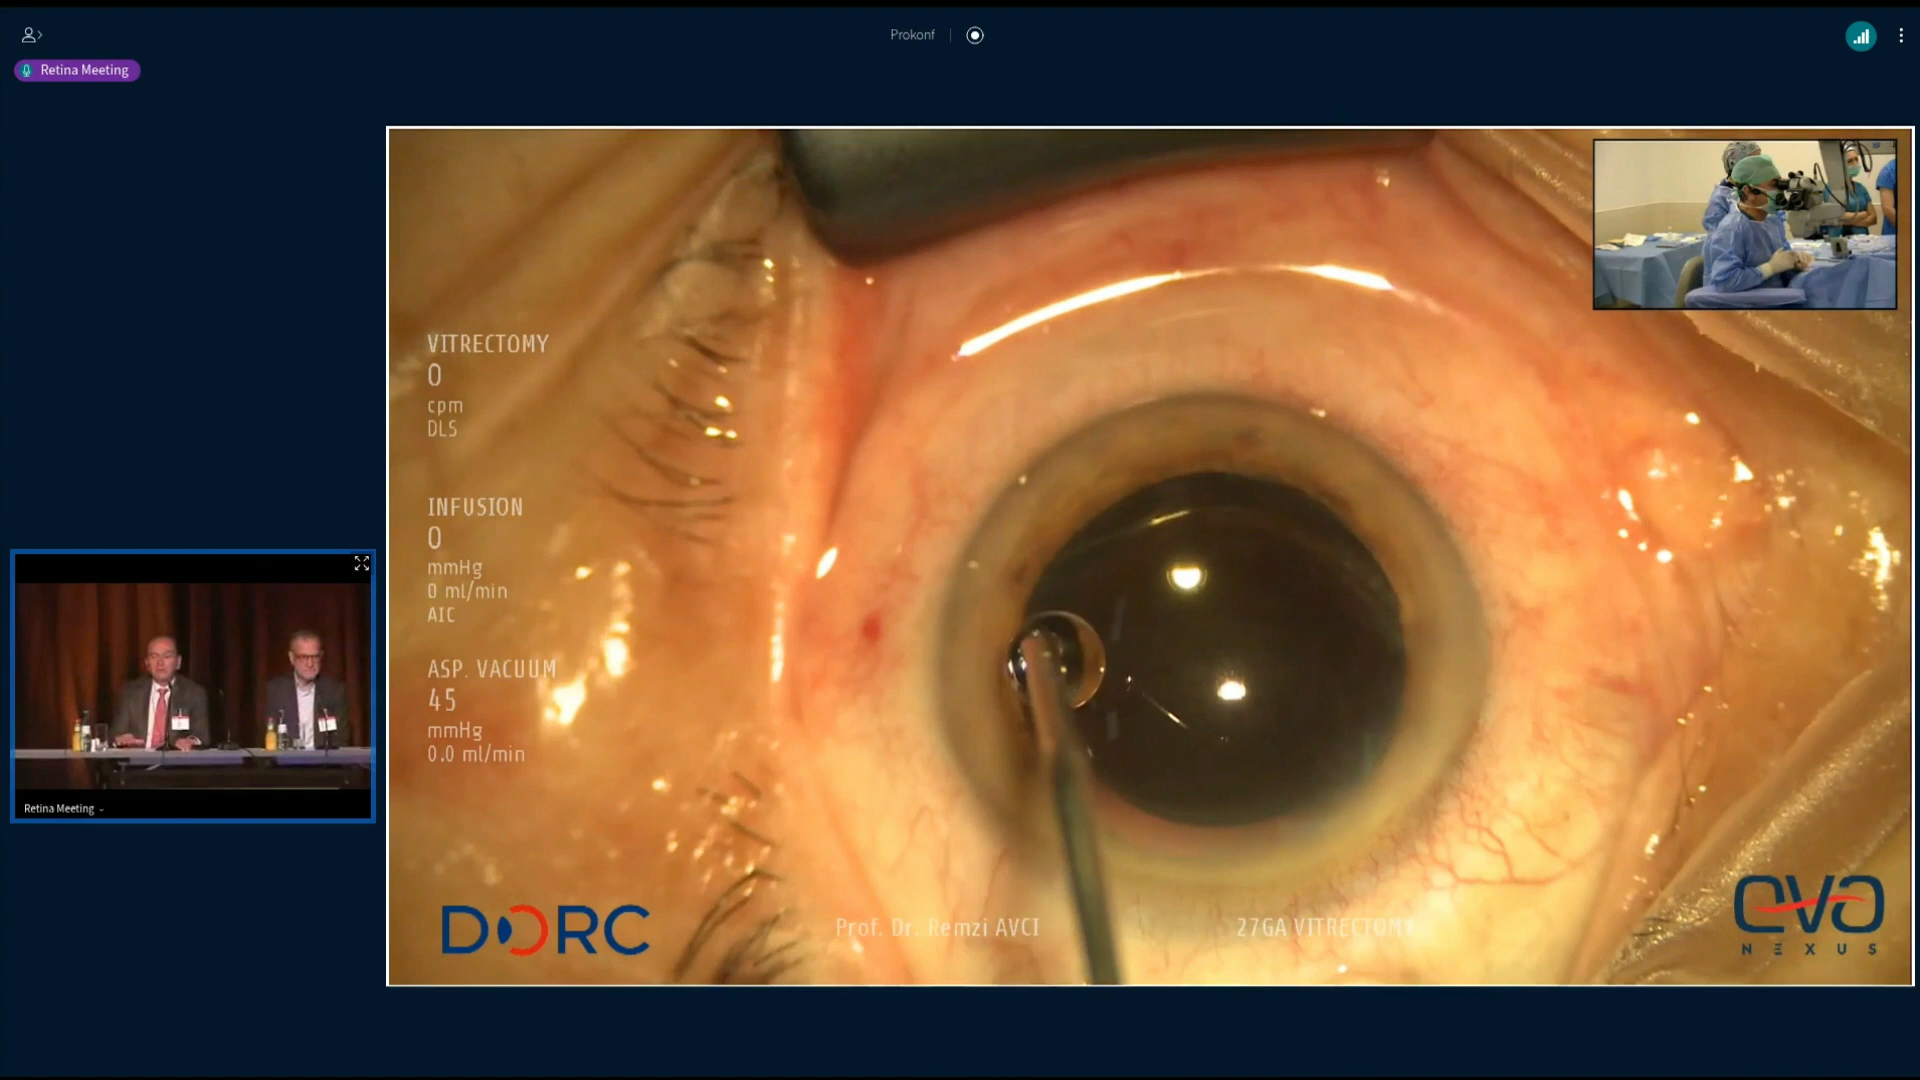 Prokonf
Retina Meeting
VITRECTOMY
0
cpm
DLS
INFUSION
0
mmHg
0 ml/min
AIC
ASP. VACUUM
45
mmHg
0.0 ml/min
Retina Meeting
DORC
Prof. Dr. Remzi AVCI
27GA VITRECTOMY
eva
NEXUS